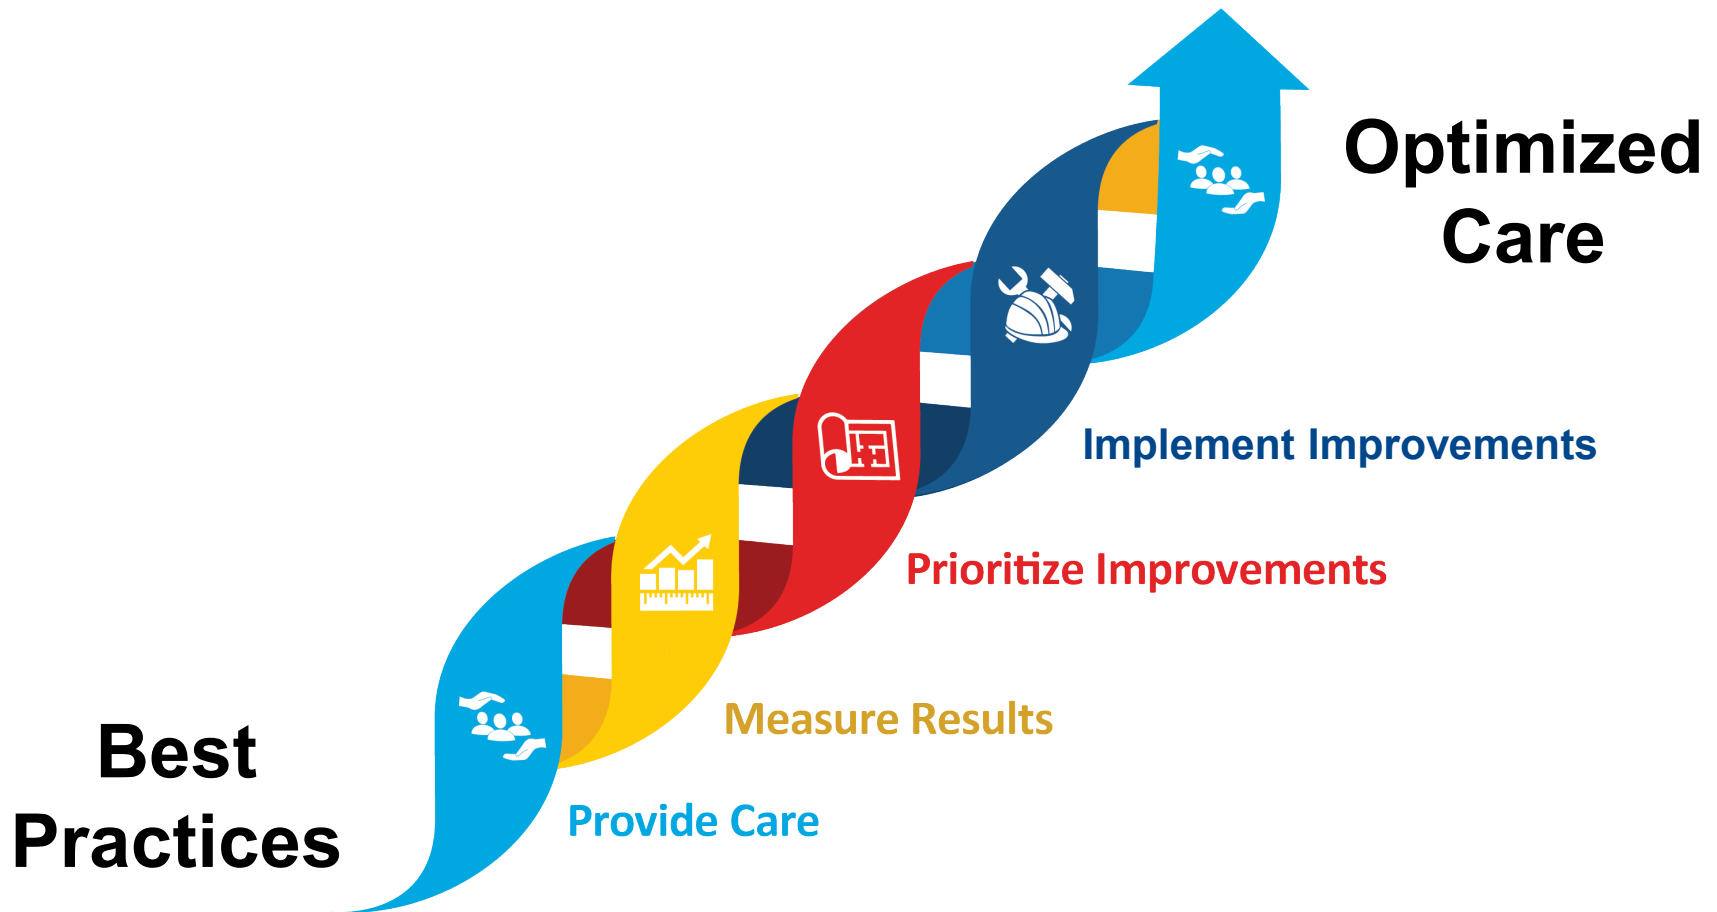 Optimized
Care
Implement Improvements
Prioritize Improvements
Measure Results
Best
Practices
Provide Care